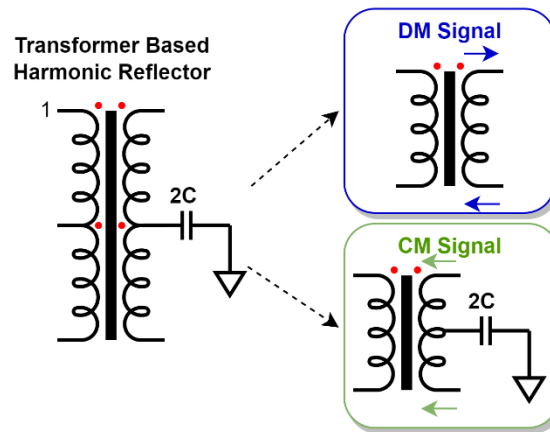 Transformer Based
Harmonic Reflector
1
2C
DM Signal
CM Signal
2C